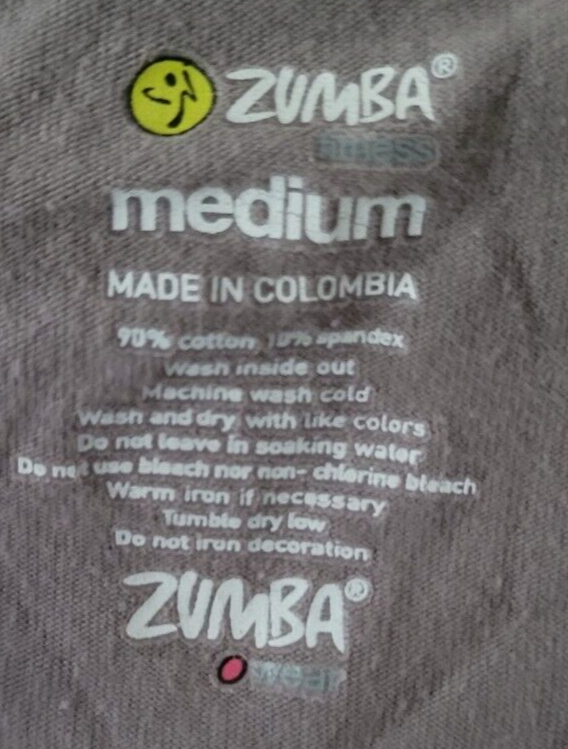 ZUMBA®
fitness
medium
MADE IN COLOMBIA
90% cotton, 10% spandex
Wash inside out
Machine wash cold
Wash and dry with like colors
Do not leave in soaking water
Do not use bleach nor non- chlorine bleach
Warm iron if necessary
Tumble dry low
Do not iron decoration
ZUMBA®
wear